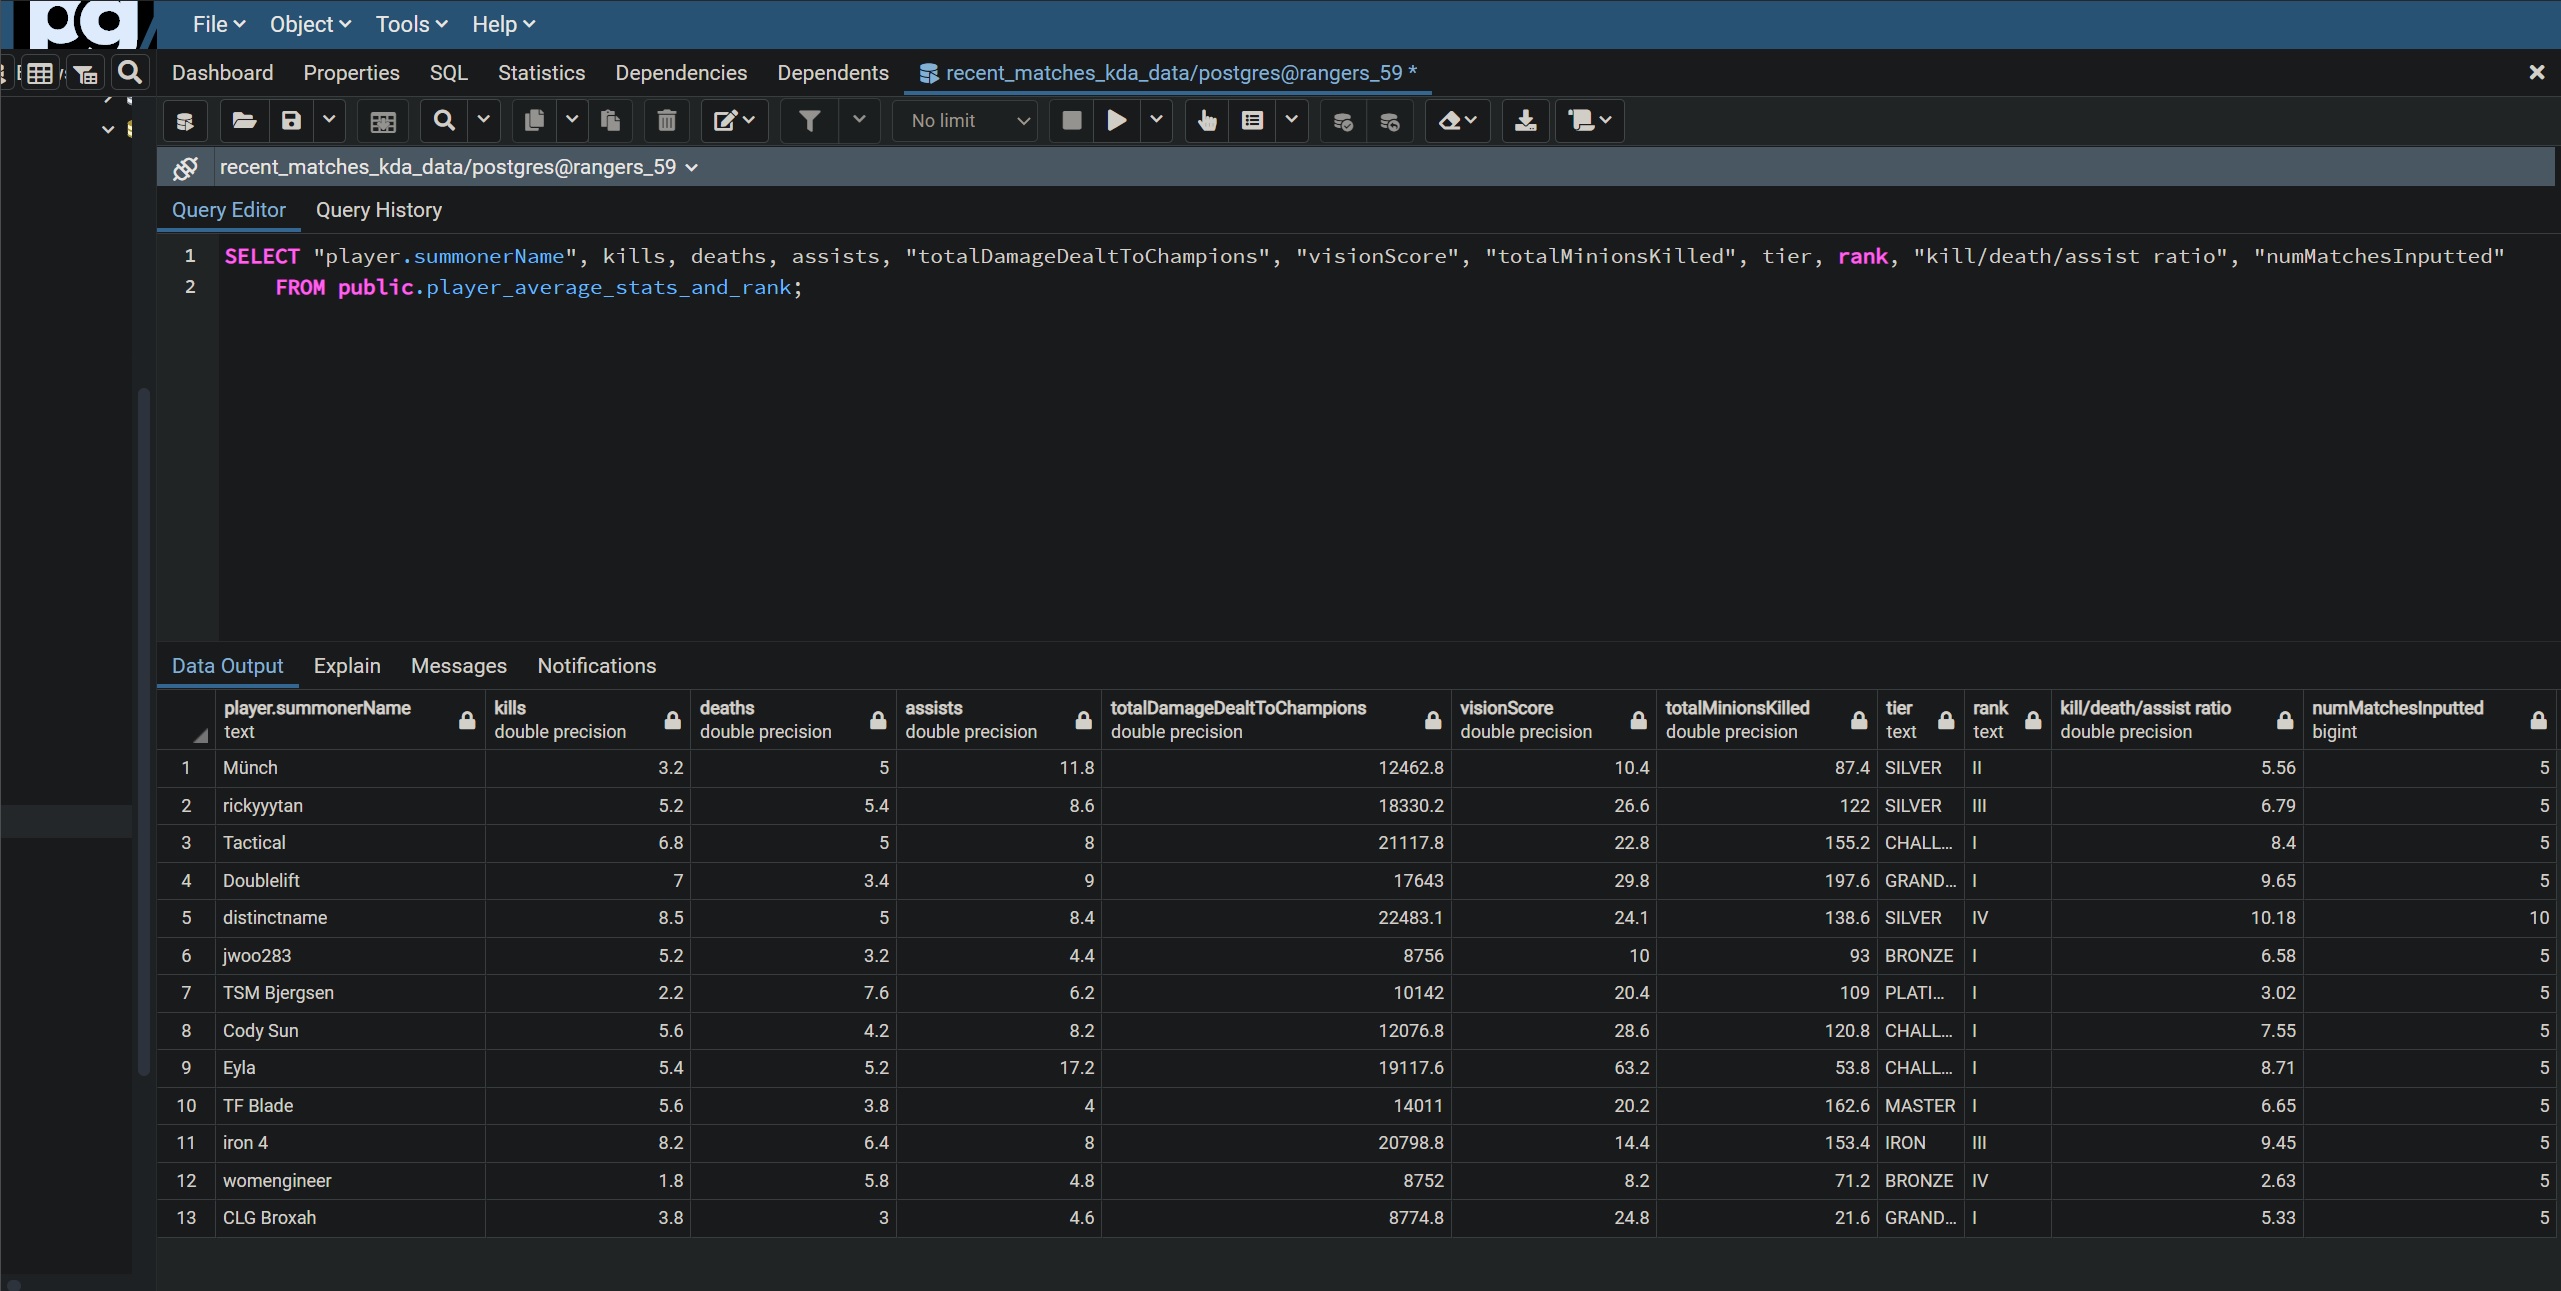 pg
File Object Tools Help
Dashboard Properties SQL Statistics Dependencies Dependents recent_matches_kda_data/postgres@rangers_59 *
No limit
recent_matches_kda_data/postgres@rangers_59
Query Editor Query History
1 SELECT "player.summonerName", kills, deaths, assists, "totalDamageDealtToChampions", "visionScore", "totalMinionsKilled", tier, rank, "kill/death/assist ratio", "numMatchesInputted"
2 FROM public.player_average_stats_and_rank;
Data Output Explain Messages Notifications
player.summonerName kills deaths assists totalDamageDealtToChampions visionScore totalMinionsKilled tier rank kill/death/assist ratio numMatchesInputted
text double precision double precision double precision double precision double precision double precision text text double precision bigint
1 Münch 3.2 5 11.8 12462.8 10.4 87.4 SILVER II 5.56 5
2 rickyyytan 5.2 5.4 8.6 18330.2 26.6 122 SILVER III 6.79 5
3 Tactical 6.8 5 8 21117.8 22.8 155.2 CHALL... I 8.4 5
4 Doublelift 7 3.4 9 17643 29.8 197.6 GRAND... I 9.65 5
5 distinctname 8.5 5 8.4 22483.1 24.1 138.6 SILVER IV 10.18 10
6 jwoo283 5.2 3.2 4.4 8756 10 93 BRONZE I 6.58 5
7 TSM Bjergsen 2.2 7.6 6.2 10142 20.4 109 PLATI... I 3.02 5
8 Cody Sun 5.6 4.2 8.2 12076.8 28.6 120.8 CHALL... I 7.55 5
9 Eyla 5.4 5.2 17.2 19117.6 63.2 53.8 CHALL... I 8.71 5
10 TF Blade 5.6 3.8 4 14011 20.2 162.6 MASTER I 6.65 5
11 iron 4 8.2 6.4 8 20798.8 14.4 153.4 IRON III 9.45 5
12 womengineer 1.8 5.8 4.8 8752 8.2 71.2 BRONZE IV 2.63 5
13 CLG Broxah 3.8 3 4.6 8774.8 24.8 21.6 GRAND... I 5.33 5